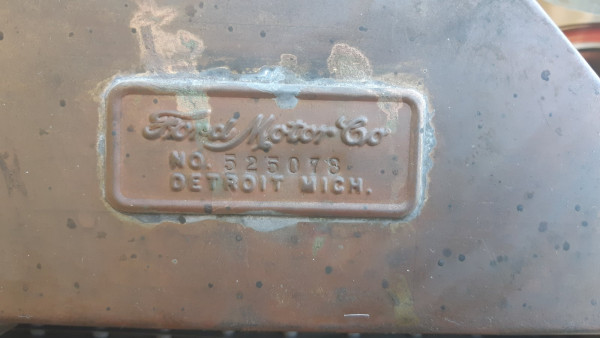 Ford Motor Co
NO. 525078
DETROIT MICH.